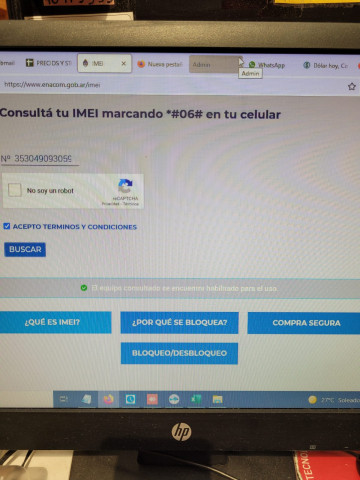 PRECIOS Y ST
IMEI
×
Nueva pestañ
Admin
WhatsApp
Dólar hoy, C
Admin
https://www.enacom.gob.ar/imei
Consultá tu IMEI marcando *#06# en tu celular
Nº 353049093059
No soy un robot
reCAPTCHA
Privacidad - Términos
ACEPTO TERMINOS Y CONDICIONES
BUSCAR
El equipo consultado se encuentra habilitado para el uso.
¿QUÉ ES IMEI?
¿POR QUÉ SE BLOQUEA?
COMPRA SEGURA
BLOQUEO/DESBLOQUEO
27°C Soleado
hp
TECNO